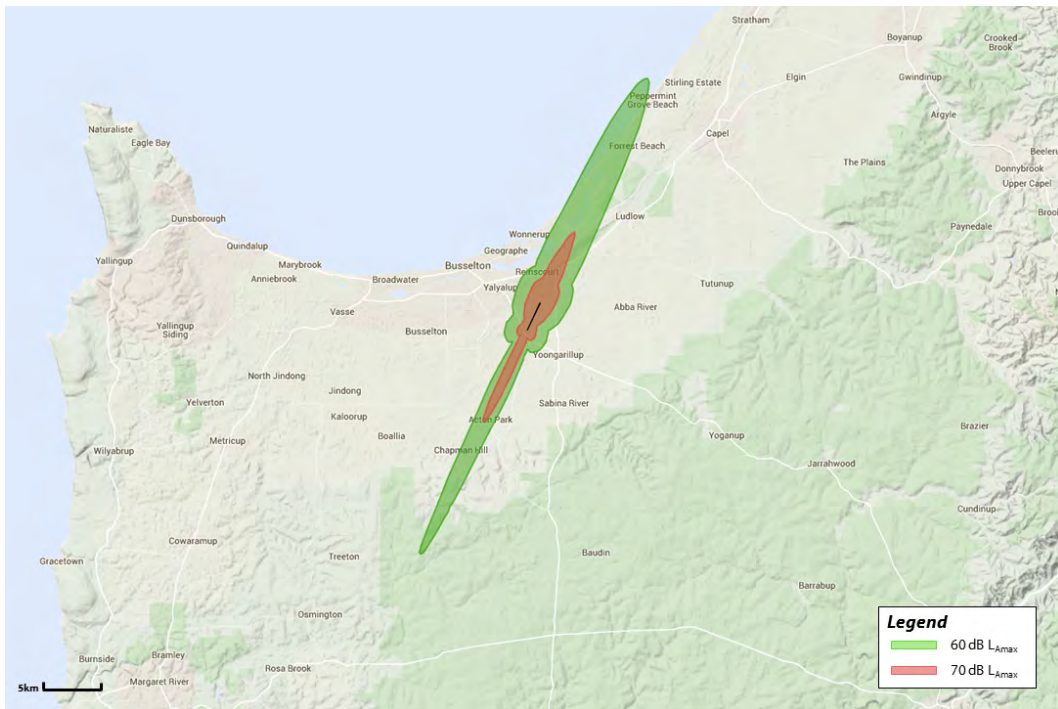 Stratham
Boyanup
Crooked
Brook
Elgin
Gwindinup
Stirling Estate
Peppermint
Grove Beach
Argyle
Naturaliste
Eagle Bay
Capel
Forrest Beach
The Plains
Donnybrook
Upper Capel
Dunsborough
Ludlow
Paynedale
Wonnerup
Quindalup
Geographe
Yallingup
Marybrook
Busselton
Reinscourt
Anniebrook
Broadwater
Yalyalup
Tutunup
Vasse
Abba River
Yallingup
Siding
Busselton
Yoongarillup
North Jindong
Jindong
Yelverton
Sabina River
Kaloorup
Acton Park
Brazier
Metricup
Boallia
Yoganup
Wilyabrup
Chapman Hill
Jarrahwood
Cundinup
Cowaramup
Treeton
Baudin
Gracetown
Barrabup
Osmington
Legend
60 dB LAmax
70 dB LAmax
Burnside
Bramley
Rosa Brook
Margaret River
5km